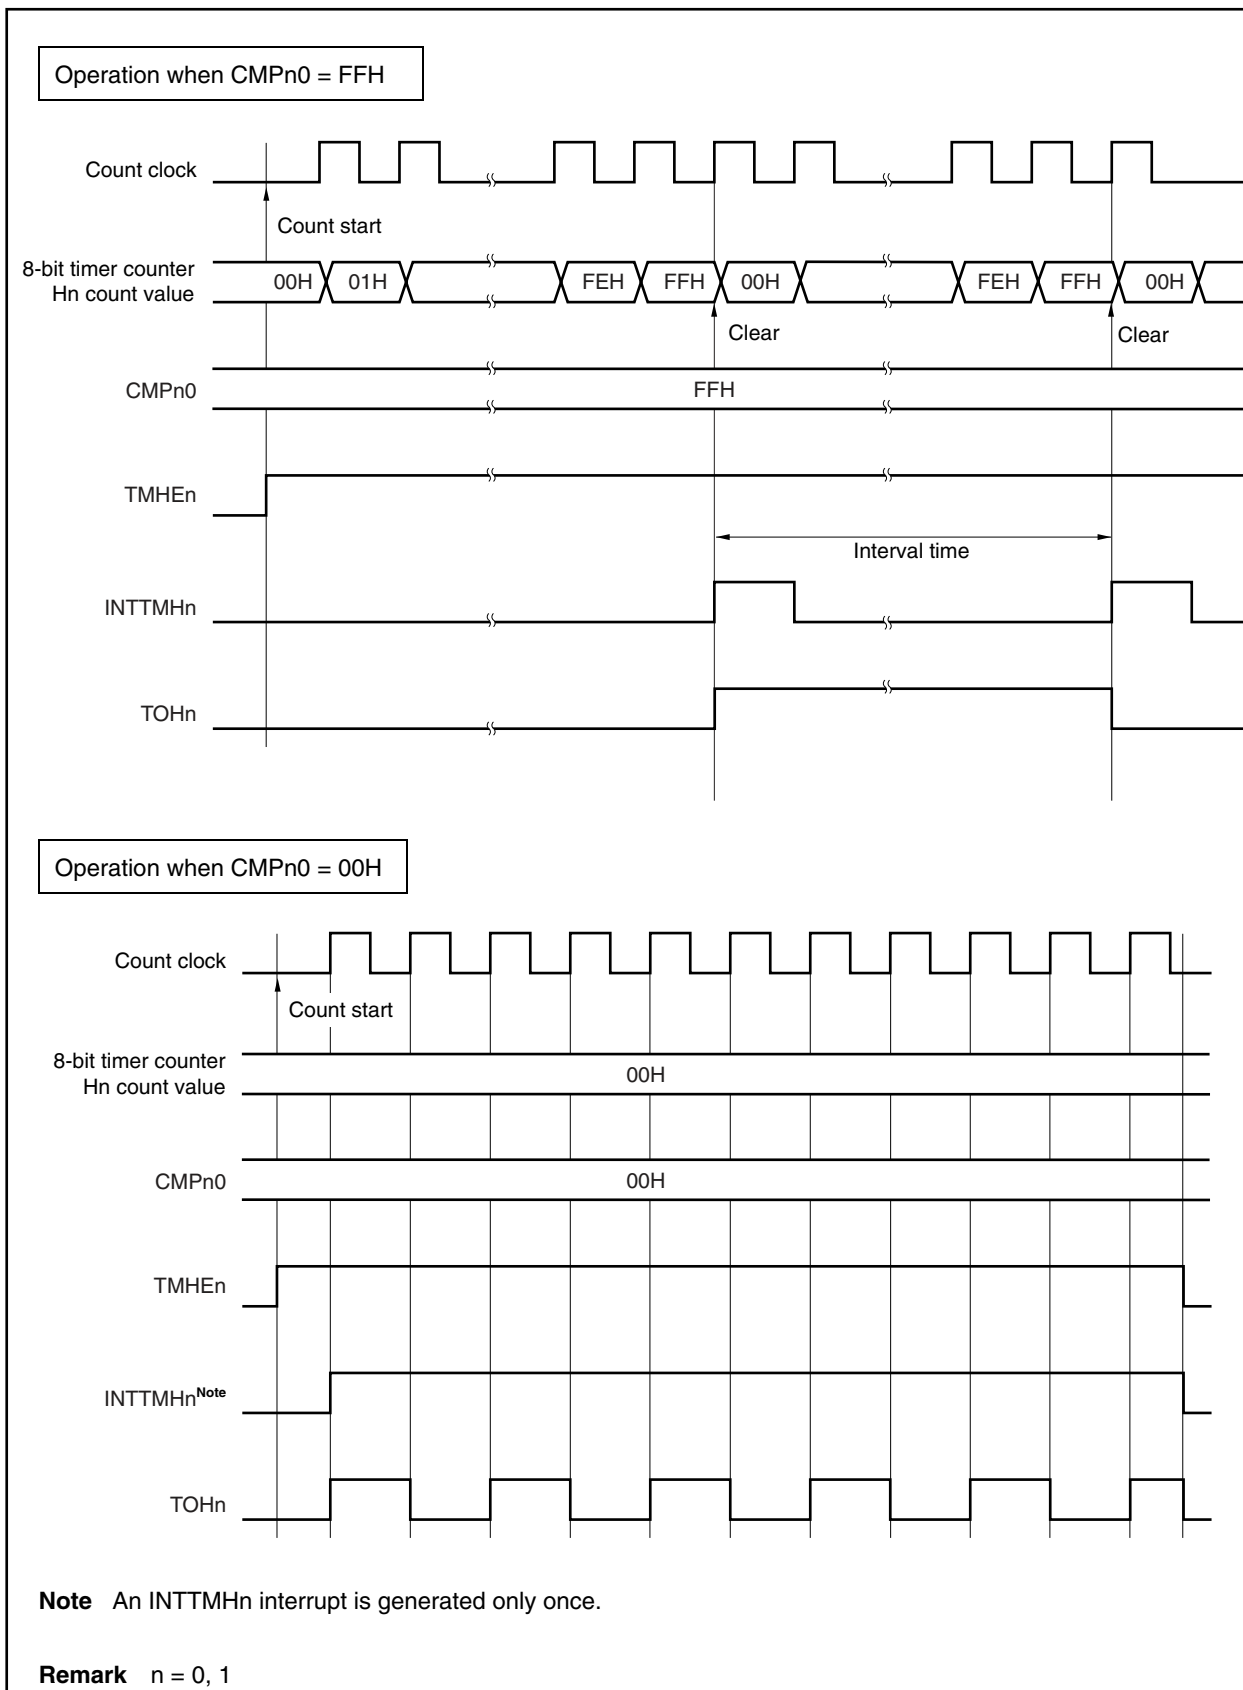 Operation when CMPn0 = FFH
Count clock
Count start
8-bit timer counter
Hn count value
00H 01H FEH FFH 00H FEH FFH 00H
Clear Clear
CMPn0 FFH
TMHEn
Interval time
INTTMHn
TOHn
Operation when CMPn0 = 00H
Count clock
Count start
8-bit timer counter
Hn count value
00H
CMPn0 00H
TMHEn
INTTMHnNote
TOHn
Note An INTTMHn interrupt is generated only once.
Remark n = 0, 1